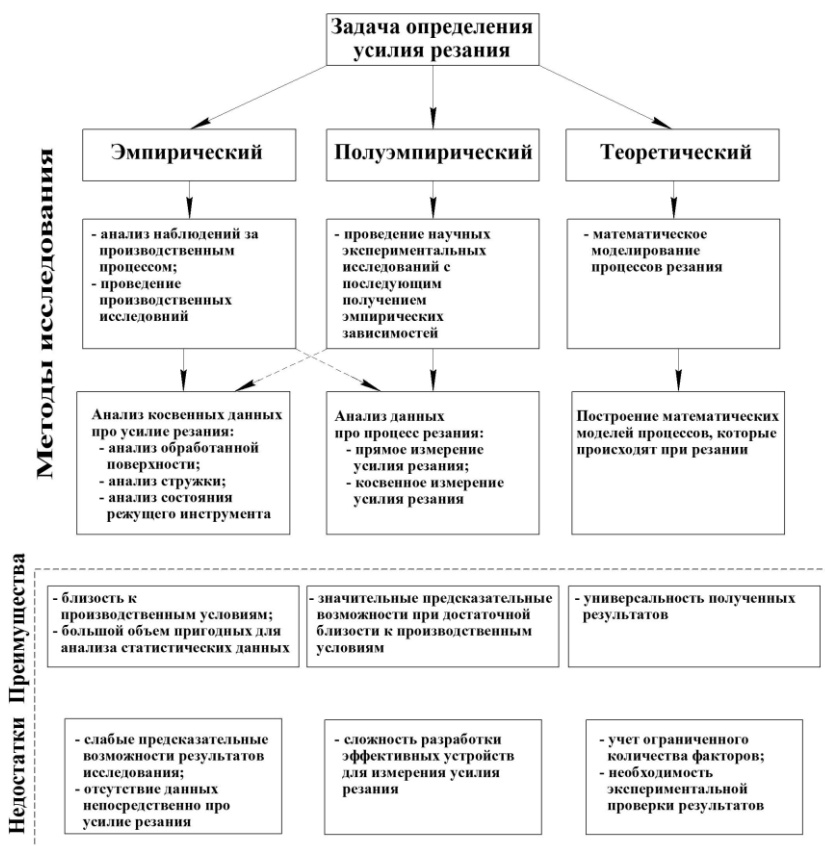 Задача определения
усилия резания
Методы исследования
Эмпирический
Полуэмпирический
Теоретический
- анализ наблюдений за
производственным
процессом;
- проведение
производственных
исследовний
- проведение научных
экспериментальных
исследований с
последующим
получением
эмпирических
зависимостей
- математическое
моделирование
процессов резания
Анализ косвенных данных
про усилие резания:
- анализ обработанной
поверхности;
- анализ стружки;
- анализ состояния
режущего инструмента
Анализ данных
про процесс резания:
- прямое измерение
усилия резания;
- косвенное измерение
усилия резания
Построение математических
моделей процессов, которые
происходят при резании
Преимущества
- близость к
производственным условиям;
- большой объем пригодных для
анализа статистических данных
- значительные предсказательные
возможности при достаточной
близости к производственным
условиям
- универсальность полученных
результатов
Недостатки
- слабые предсказательные
возможности результатов
исследования;
- отсутствие данных
непосредственно про
усилие резания
- сложность разработки
эффективных устройств
для измерения усилия
резания
- учет ограниченного
количества факторов;
- необходимость
экспериментальной
проверки результатов